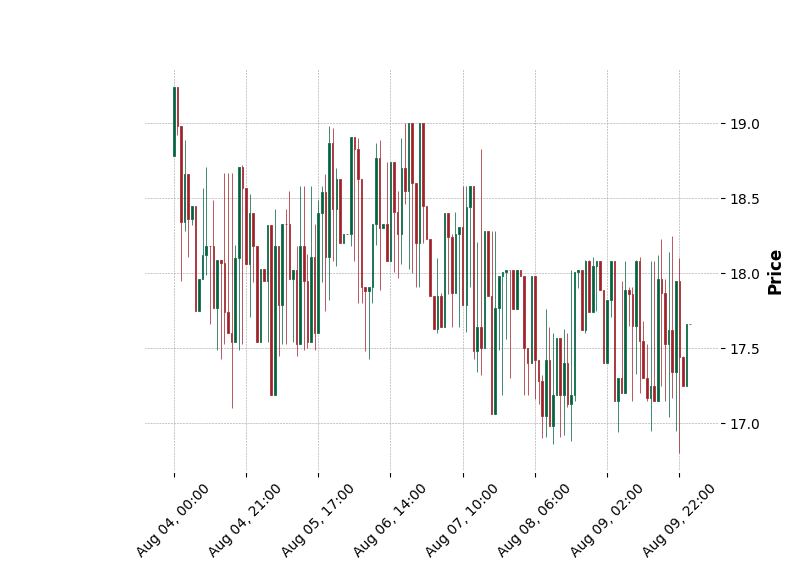 19.0
18.5
18.0
17.5
17.0
Price
Aug 04, 00:00
Aug 04, 21:00
Aug 05, 17:00
Aug 06, 14:00
Aug 07, 10:00
Aug 08, 06:00
Aug 09, 02:00
Aug 09, 22:00